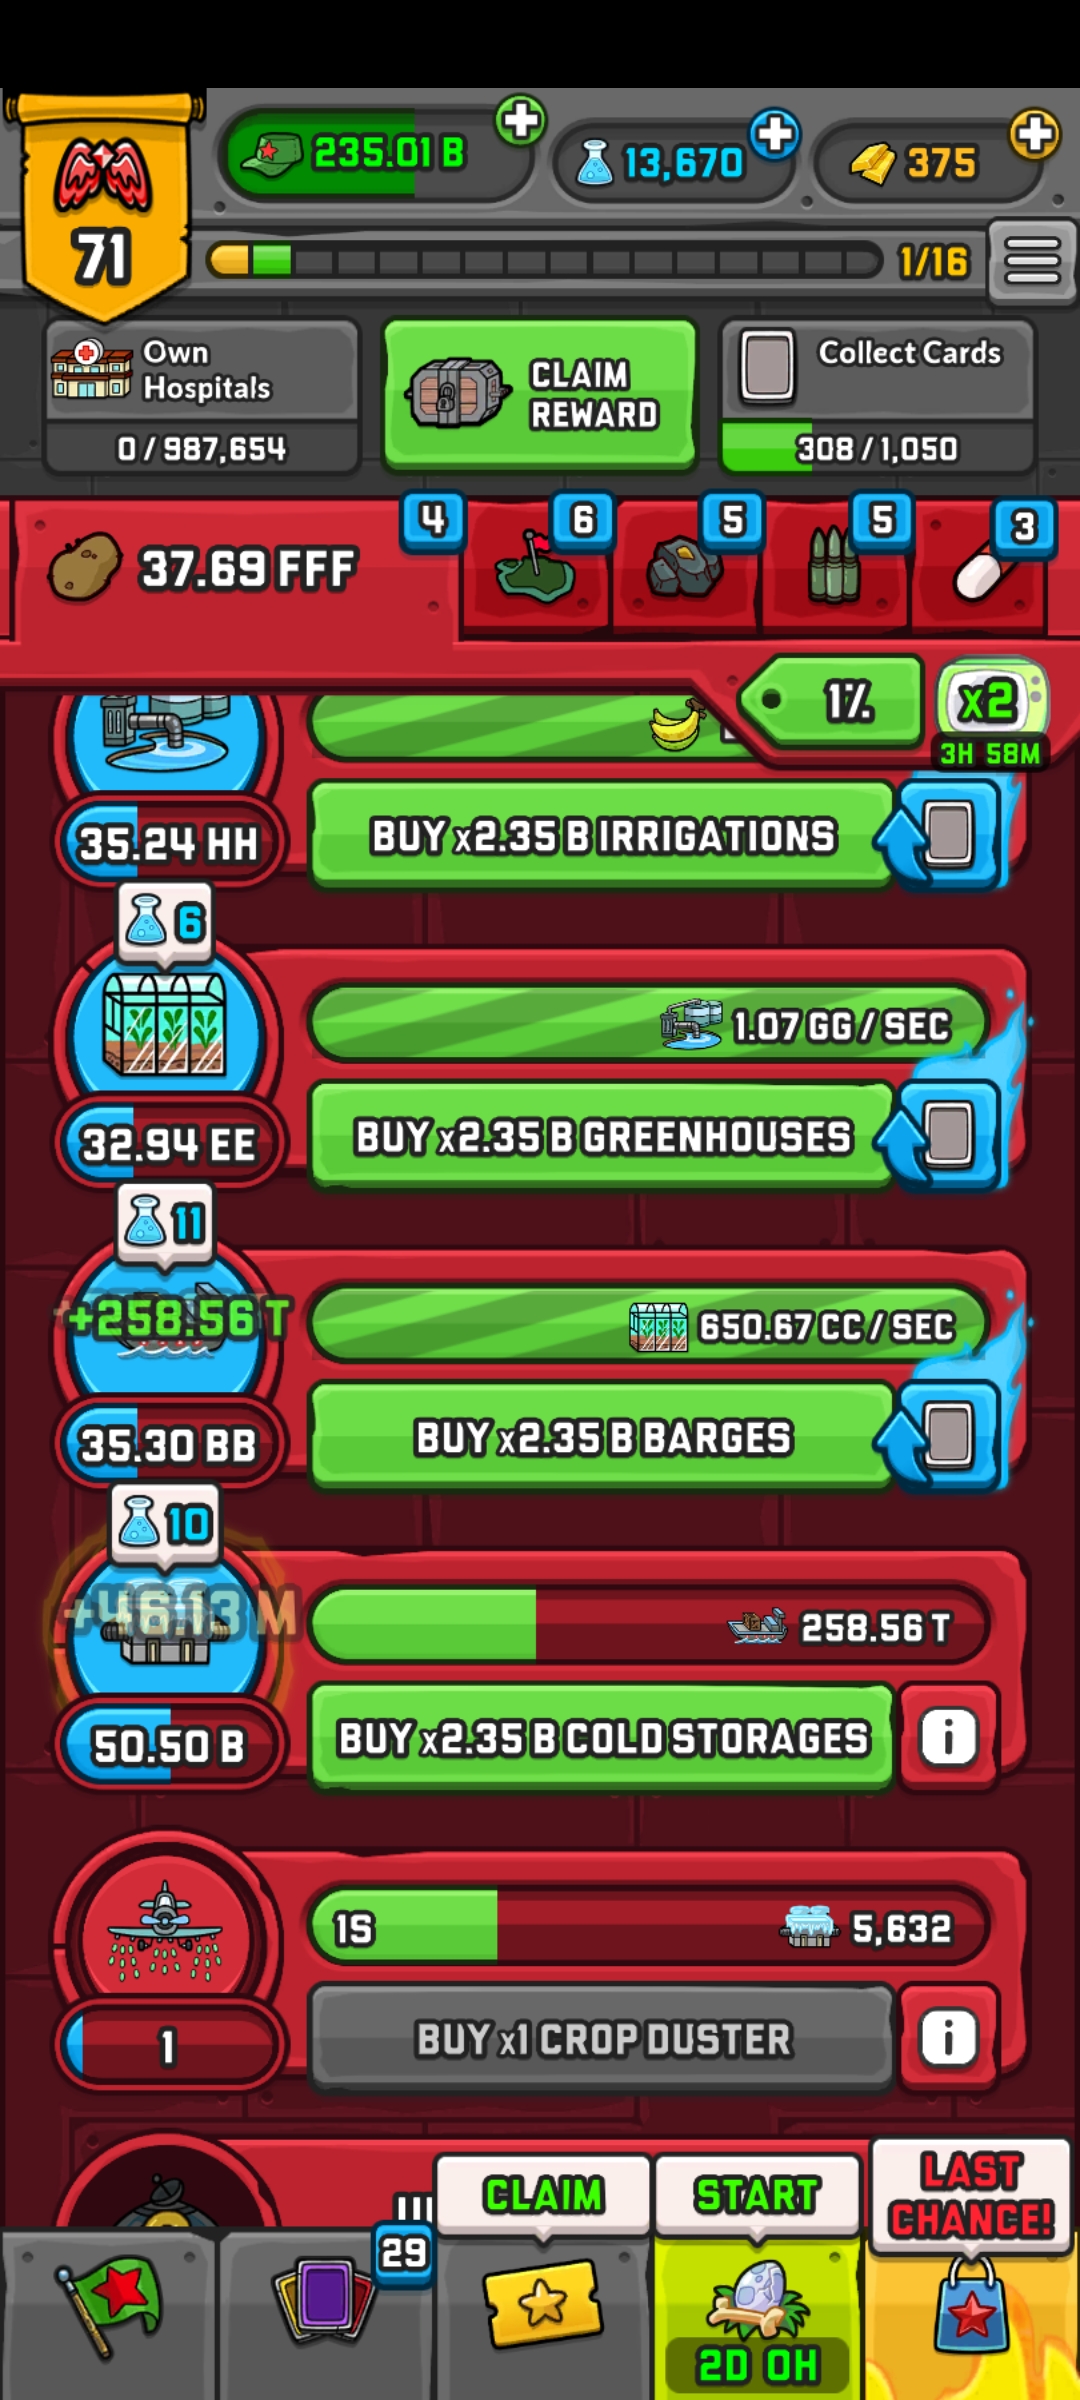 235.01 B
13,670
375
71
1/16
Own
Hospitals
0 / 987,654
CLAIM
REWARD
Collect Cards
308 / 1,050
37.69 FFF
4
6
5
5
3
1%
x2
3H 58M
35.24 HH
BUY x2.35 B IRRIGATIONS
6
1.07 GG / SEC
32.94 EE
BUY x2.35 B GREENHOUSES
11
+258.56 T
650.67 CC / SEC
35.30 BB
BUY x2.35 B BARGES
10
+46.13 M
258.56 T
50.50 B
BUY x2.35 B COLD STORAGES
i
1S
5,632
1
BUY x1 CROP DUSTER
i
CLAIM
START
LAST
CHANCE!
29
2D 0H